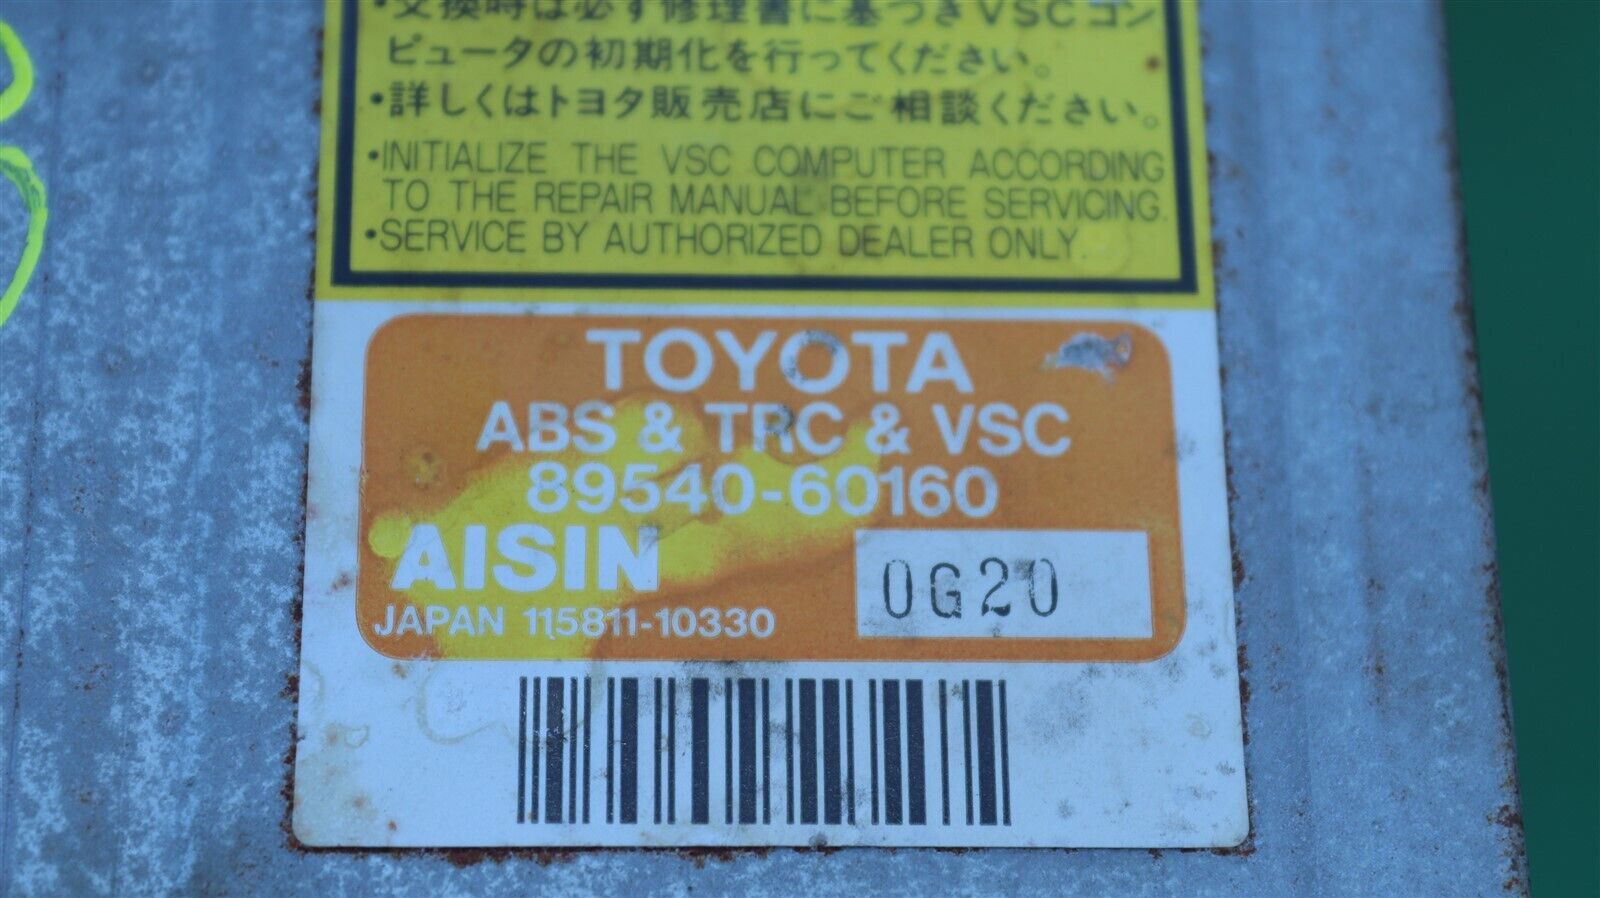 ・交換時は必ず修理書に基づきVSCコン
ピュータの初期化を行ってください。
・詳しくはトヨタ販売店にご相談ください。
•INITIALIZE THE VSC COMPUTER ACCORDING
TO THE REPAIR MANUAL BEFORE SERVICING.
•SERVICE BY AUTHORIZED DEALER ONLY.
TOYOTA
ABS & TRC & VSC
89540-60160
AISIN
JAPAN 115811-10330
0G20